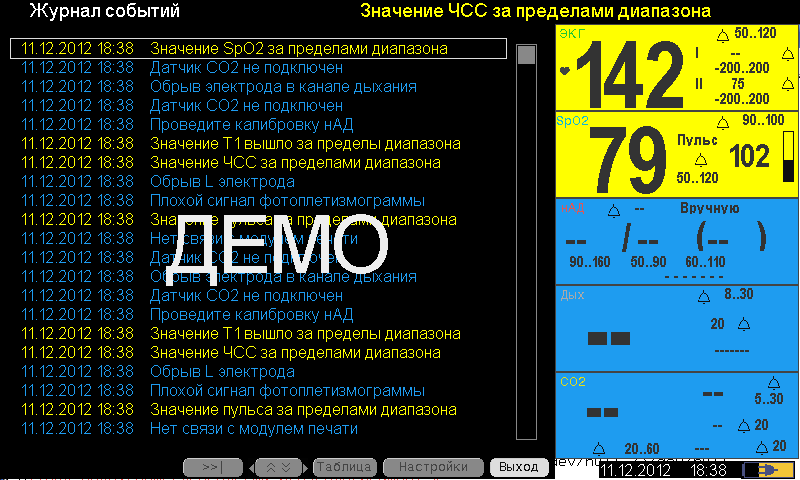 Журнал событий
Значение ЧСС за пределами диапазона
11.12.2012 18:38 Значение SpO2 за пределами диапазона
11.12.2012 18:38 Датчик CO2 не подключен
11.12.2012 18:38 Обрыв электрода в канале дыхания
11.12.2012 18:38 Датчик CO2 не подключен
11.12.2012 18:38 Проведите калибровку нАД
11.12.2012 18:38 Значение T1 вышло за пределы диапазона
11.12.2012 18:38 Значение ЧСС за пределами диапазона
11.12.2012 18:38 Обрыв L электрода
11.12.2012 18:38 Плохой сигнал фотоплетизмограммы
11.12.2012 18:38 Значение пульса за пределами диапазона
11.12.2012 18:38 Нет связи с модулем печати
11.12.2012 18:38 Датчик CO2 не подключен
11.12.2012 18:38 Обрыв электрода в канале дыхания
11.12.2012 18:38 Датчик CO2 не подключен
11.12.2012 18:38 Проведите калибровку нАД
11.12.2012 18:38 Значение T1 вышло за пределы диапазона
11.12.2012 18:38 Значение ЧСС за пределами диапазона
11.12.2012 18:38 Обрыв L электрода
11.12.2012 18:38 Плохой сигнал фотоплетизмограммы
11.12.2012 18:38 Значение пульса за пределами диапазона
11.12.2012 18:38 Нет связи с модулем печати
ДЕМО
>>| Таблица Настройки Выход
ЭКГ
50..120
142
I --
-200..200
II 75
-200..200
SpO2
90..100
79
Пульс
102
50..120
нАД
-- Вручную
-- /-- (-- )
90..160 50..90 60..110
-------
Дых
8..30
--
20
-------
CO2
--
5..30
--
-- 20
20..60 --- 20
11.12.2012 18:38